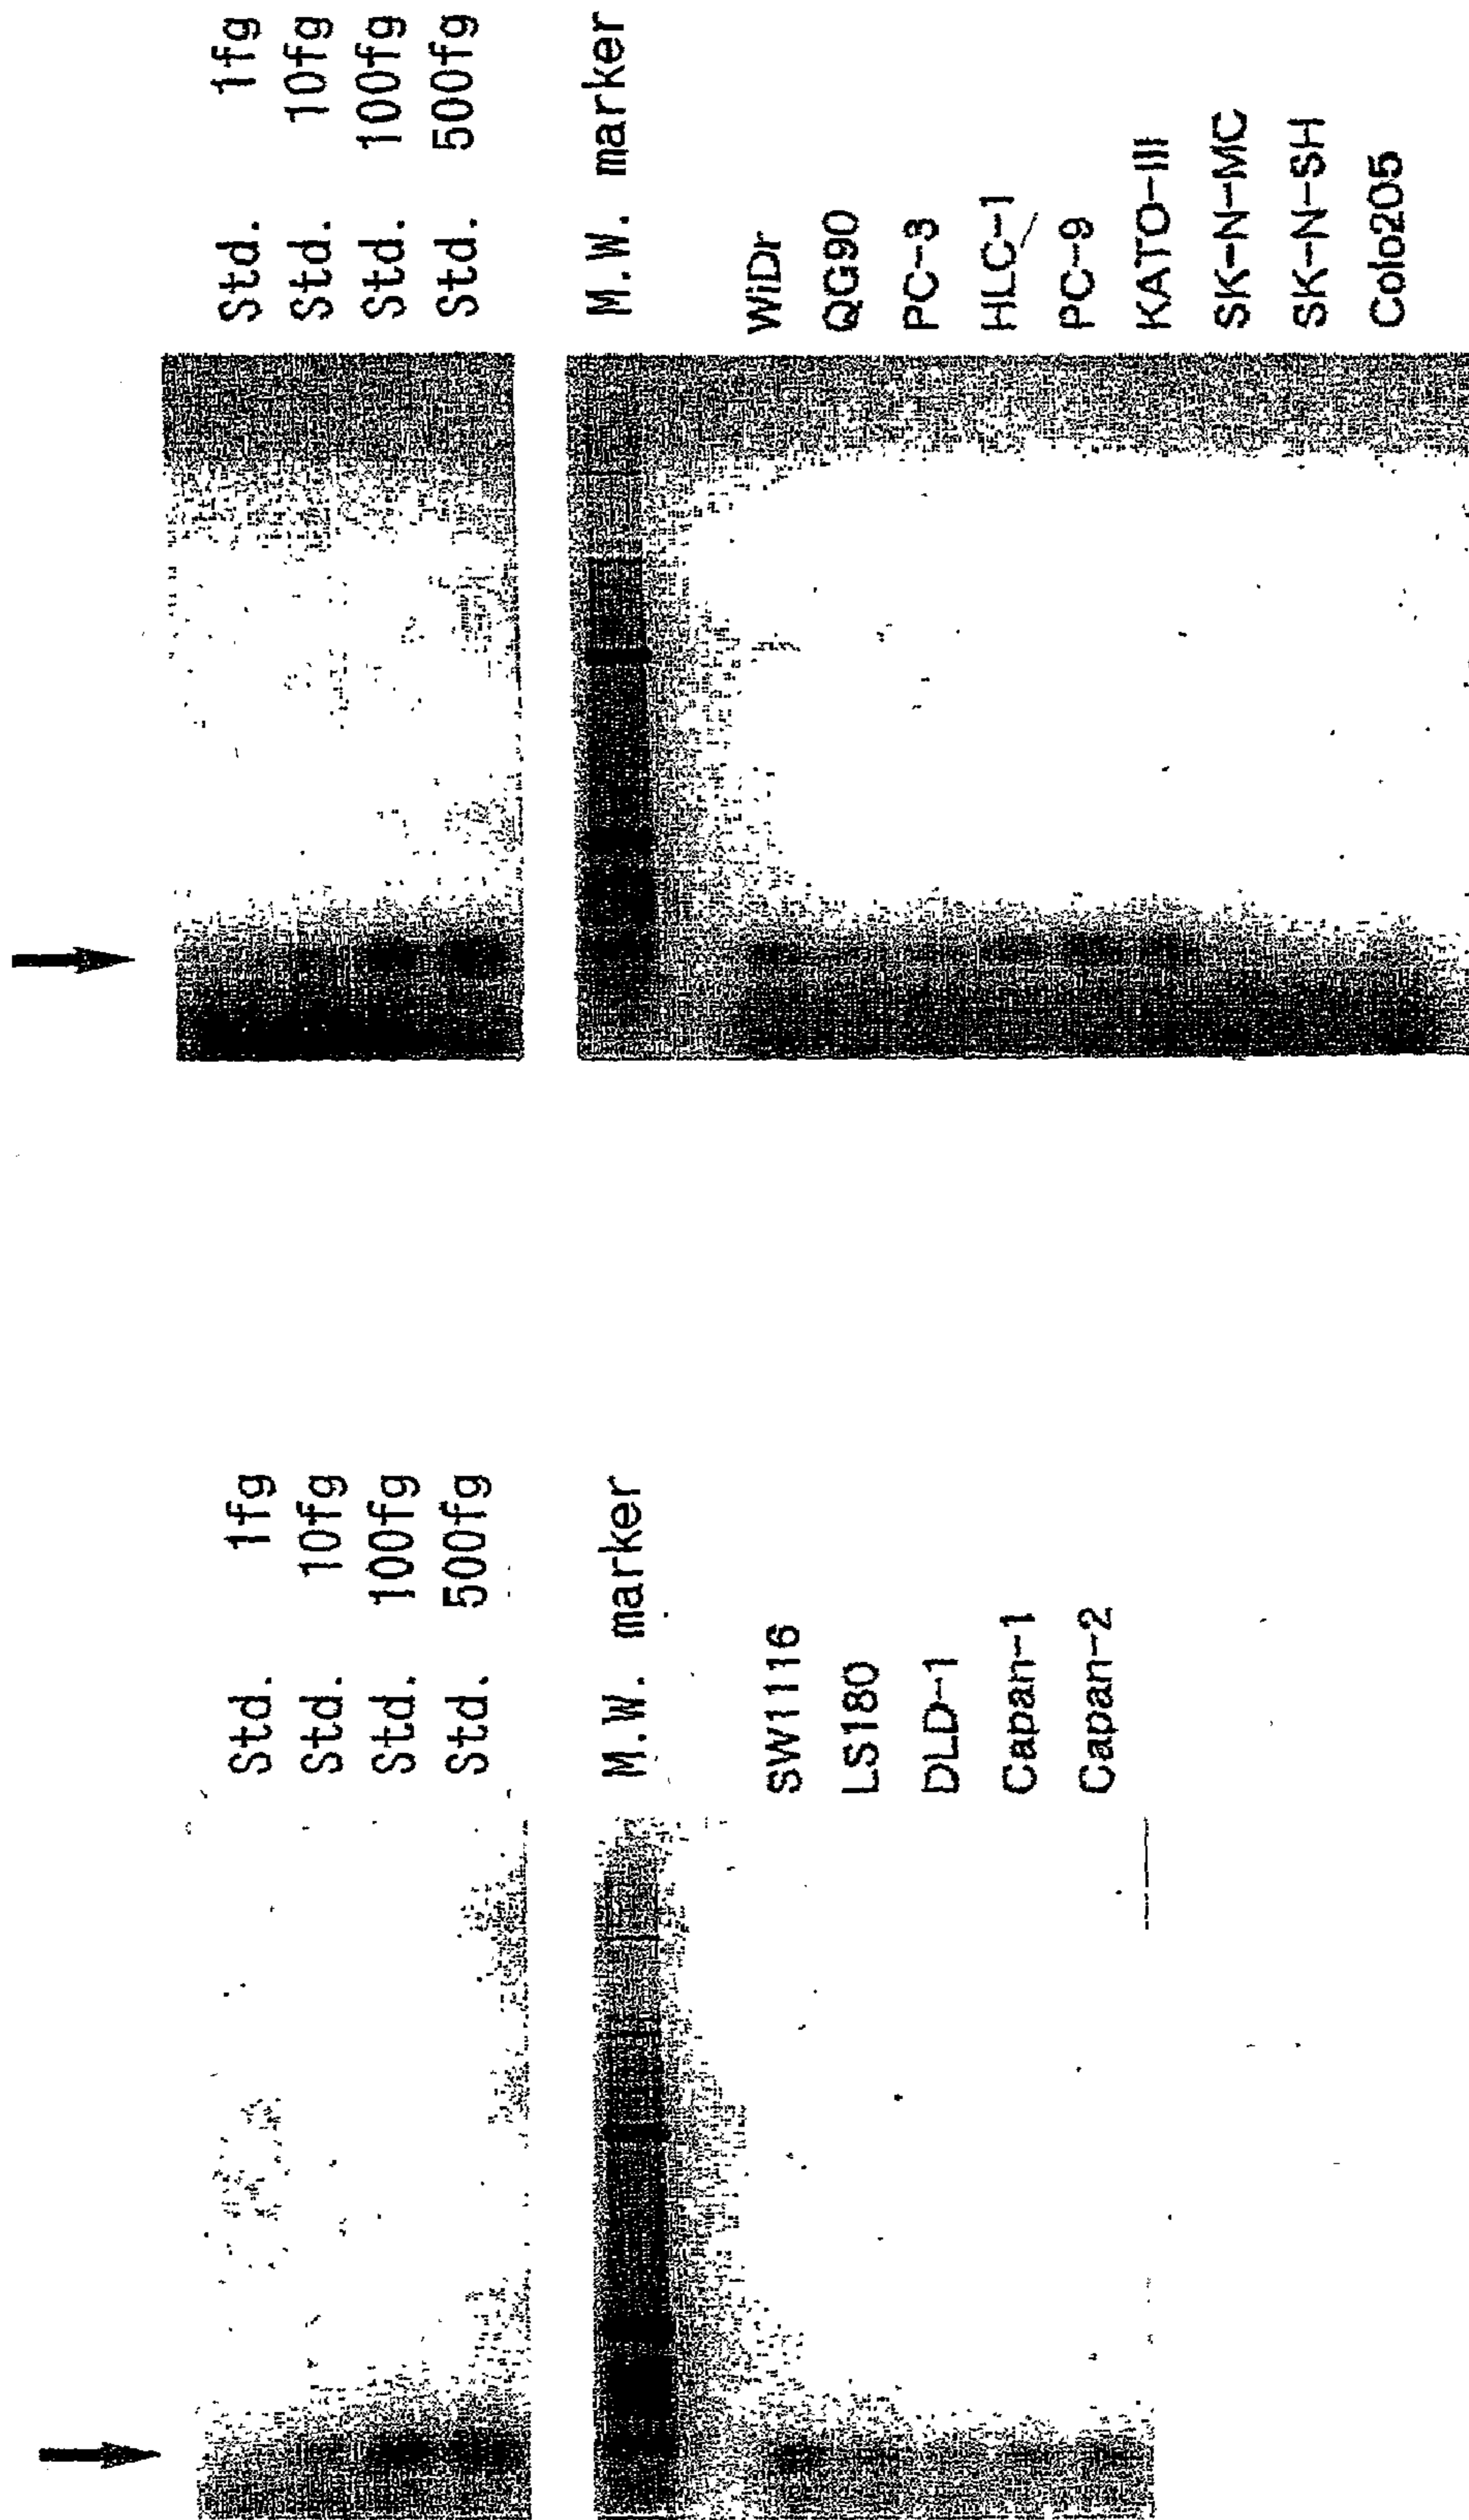 Std. 1fg
Std. 10fg
Std. 100fg
Std. 500fg
M.W. marker
WiDr
QG90
PC-3
HLC-1
PC-9
KATO-III
SK-N-MC
SK-N-SH
Colo205
Std. 1fg
Std. 10fg
Std. 100fg
Std. 500fg
M.W. marker
SW1116
LS180
DLD-1
Capan-1
Capan-2